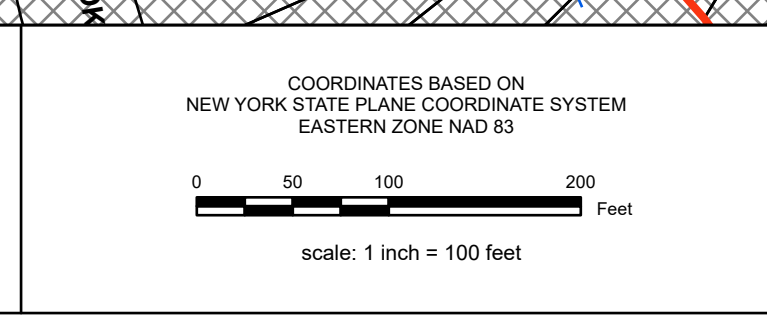 COORDINATES BASED ON
NEW YORK STATE PLANE COORDINATE SYSTEM
EASTERN ZONE NAD 83
0 50 100 200
Feet
scale: 1 inch = 100 feet